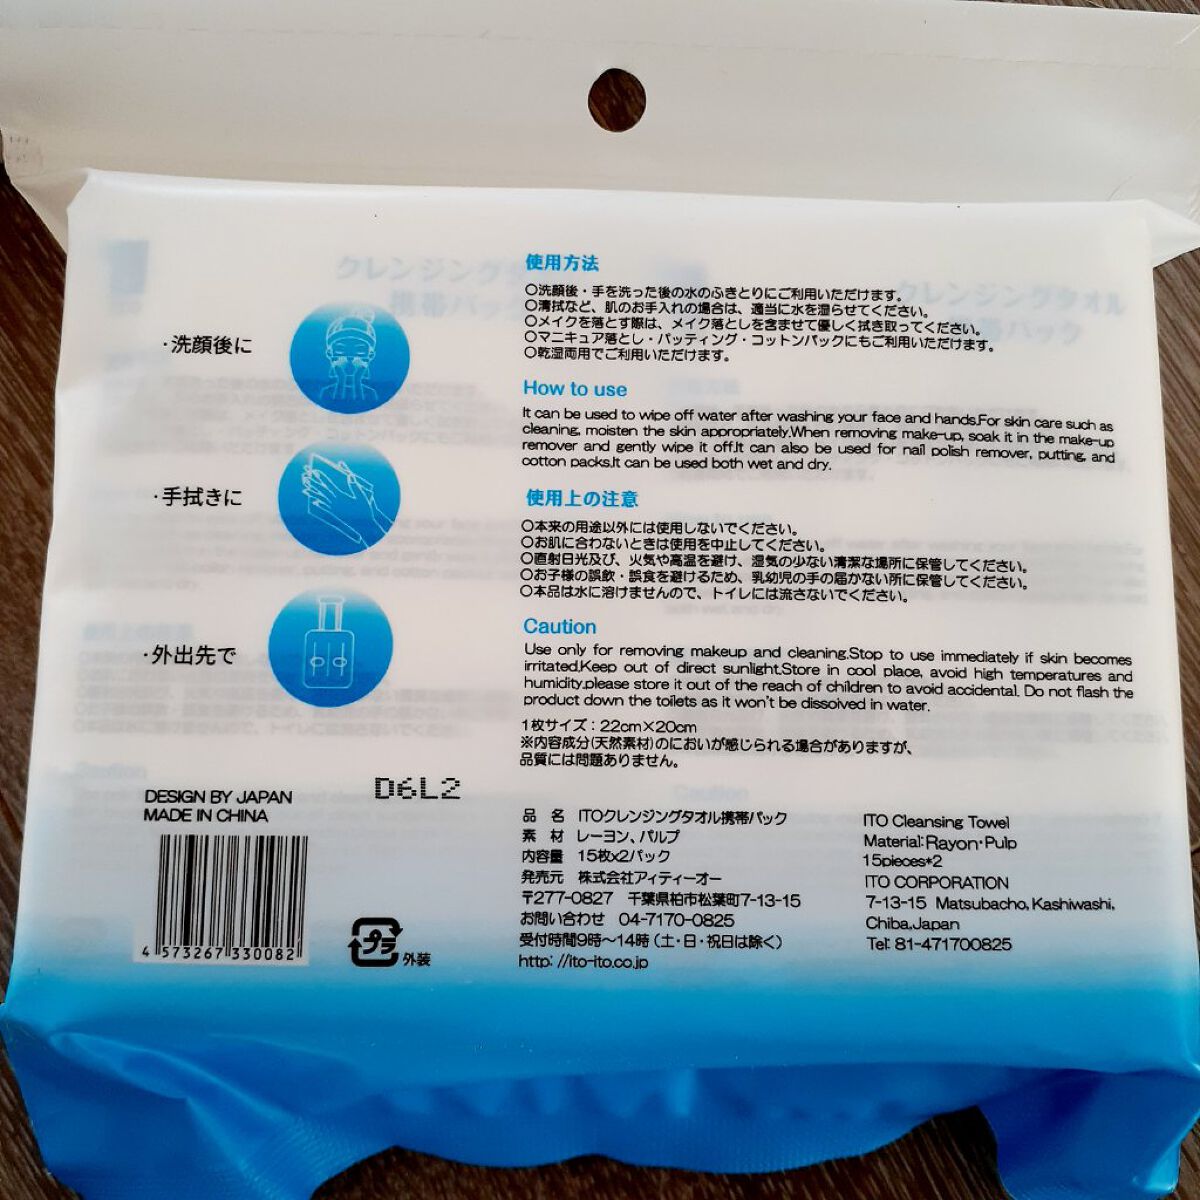 ・洗顔後に
・手拭きに
・外出先で
使用方法
○洗顔後・手を洗った後の水のふきとりにご利用いただけます。
○清拭など、肌のお手入れの場合は、適当に水を湿らせてください。
○メイクを落とす際は、メイク落としを含ませて優しく拭き取ってください。
○マニキュア落とし・パッティング・コットンパックにもご利用いただけます。
○乾湿両用でご利用いただけます。
How to use
It can be used to wipe off water after washing your face and hands.For skin care such as
cleaning, moisten the skin appropriately.When removing make-up, soak it in the make-up
remover and gently wipe it off.It can also be used for nail polish remover, putting, and
cotton packs.It can be used both wet and dry.
使用上の注意
○本来の用途以外には使用しないでください。
○お肌に合わないときは使用を中止してください。
○直射日光及び、火気や高温を避け、湿気の少ない清潔な場所に保管してください。
○お子様の誤飲・誤食を避けるため、乳幼児の手の届かない所に保管してください。
○本品は水に溶けませんので、トイレには流さないでください。
Caution
Use only for removing makeup and cleaning.Stop to use immediately if skin becomes
irritated.Keep out of direct sunlight.Store in cool place, avoid high temperatures and
humidity.please store it out of the reach of children to avoid accidental. Do not flash the
product down the toilets as it won't be dissolved in water.
1枚サイズ：22cm×20cm
※内容成分(天然素材)のにおいが感じられる場合がありますが、
品質には問題ありません。
D6L2
DESIGN BY JAPAN
MADE IN CHINA
4 573267 330082
プラ 外装
品 名 ITOクレンジングタオル携帯パック
素 材 レーヨン、パルプ
内容量 15枚x2パック
発売元 株式会社アイティーオー
〒277-0827 千葉県柏市松葉町7-13-15
お問い合わせ 04-7170-0825
受付時間9時～14時（土・日・祝日は除く）
http: //ito-ito.co.jp
ITO Cleansing Towel
Material:Rayon・Pulp
15pieces*2
ITO CORPORATION
7-13-15 Matsubacho, Kashiwashi,
Chiba,Japan
Tel: 81-471700825